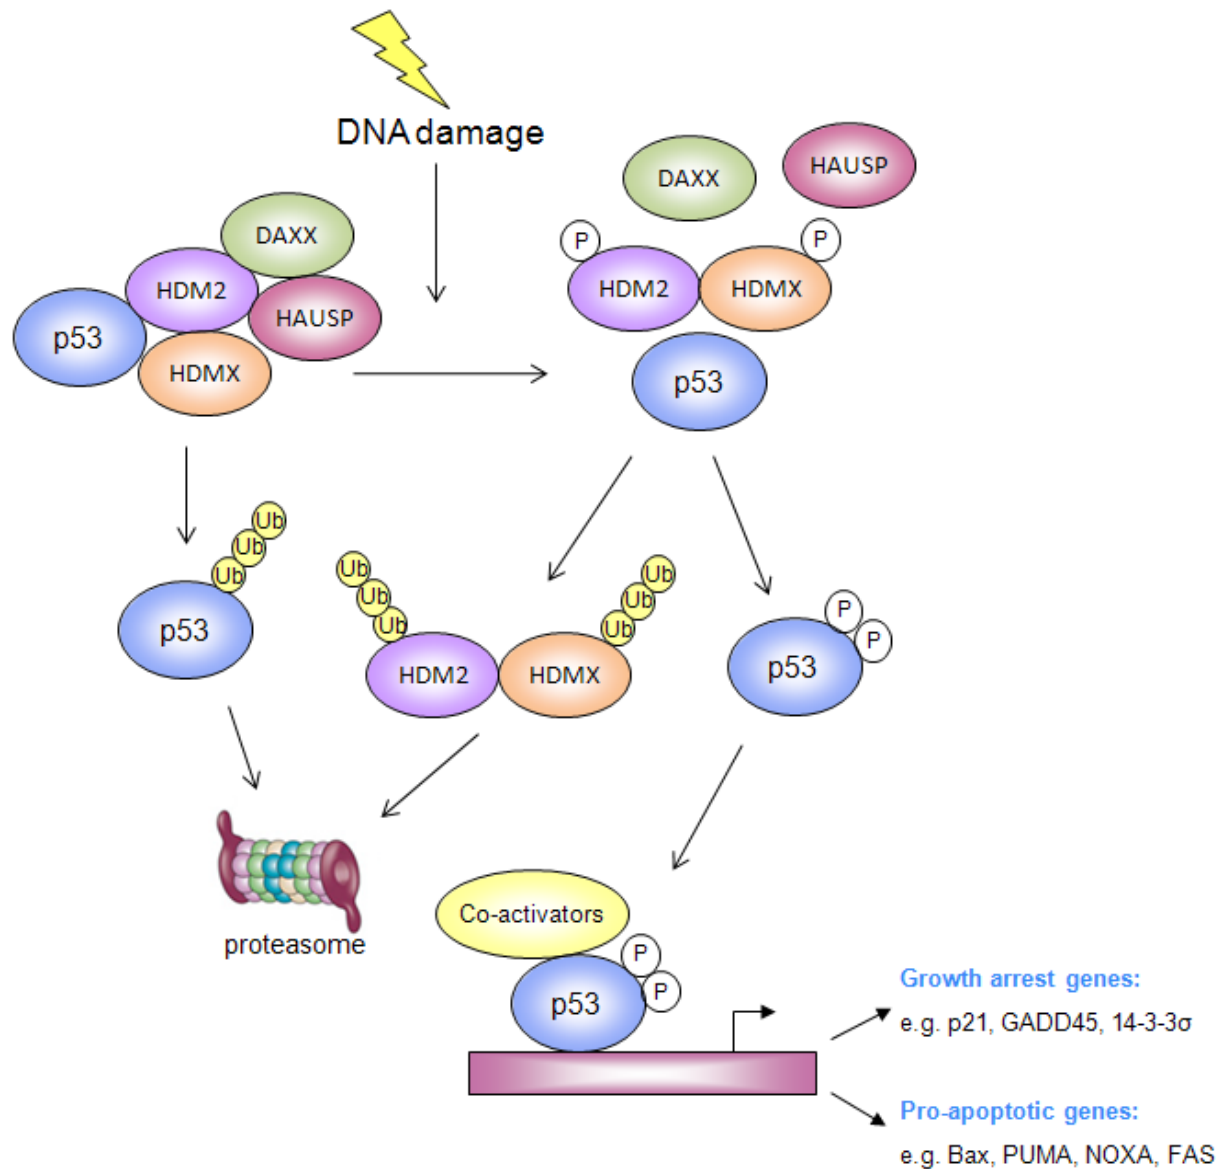 DNA damage
DAXX
HAUSP
P
P
HDM2
HDMX
p53
DAXX
HDM2
HAUSP
p53
HDMX
Ub
Ub
Ub
p53
Ub
Ub
Ub
HDM2
Ub
Ub
Ub
HDMX
P
P
p53
proteasome
Co-activators
P
P
p53
Growth arrest genes:
e.g. p21, GADD45, 14-3-3σ
Pro-apoptotic genes:
e.g. Bax, PUMA, NOXA, FAS